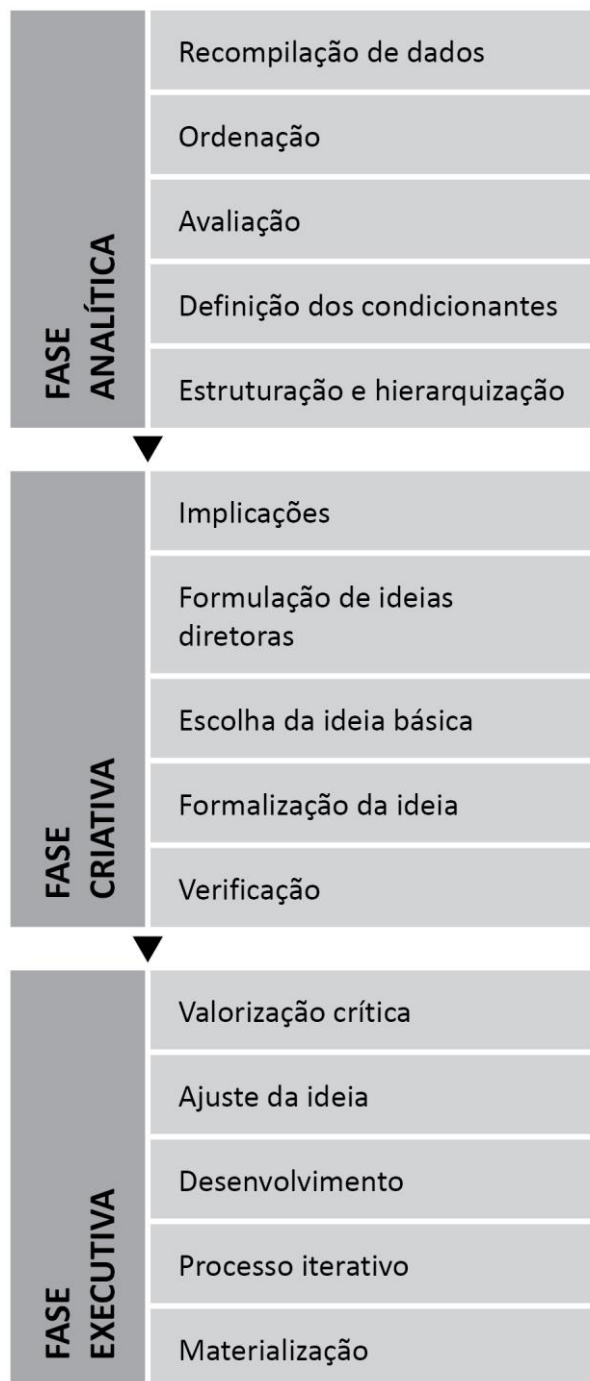 FASE
ANALÍTICA
Recompilação de dados
Ordenação
Avaliação
Definição dos condicionantes
Estruturação e hierarquização
FASE
CRIATIVA
Implicações
Formulação de ideias
diretoras
Escolha da ideia básica
Formalização da ideia
Verificação
FASE
EXECUTIVA
Valorização crítica
Ajuste da ideia
Desenvolvimento
Processo iterativo
Materialização